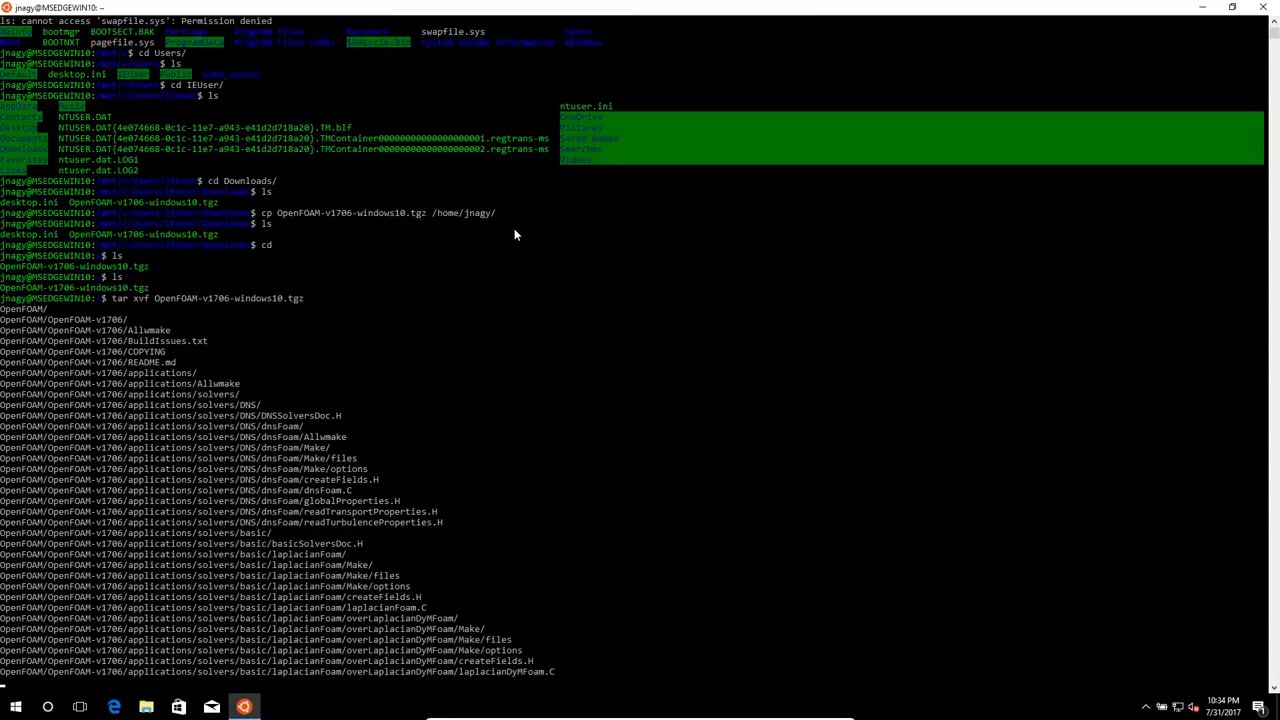 jnagy@MSEDGEWIN10: ~
ls: cannot access 'swapfile.sys': Permission denied
bootmgr BOOTSECT.BAK PerfLogs Program Files Recovery swapfile.sys Users
Boot BOOTNXT pagefile.sys ProgramData Program Files (x86) $Recycle.Bin System Volume Information Windows
jnagy@MSEDGEWIN10:/mnt/c$ cd Users/
jnagy@MSEDGEWIN10:/mnt/c/Users$ ls
Default desktop.ini IEUser Public sshd_server
jnagy@MSEDGEWIN10:/mnt/c/Users$ cd IEUser/
jnagy@MSEDGEWIN10:/mnt/c/Users/IEUser$ ls
AppData Music ntuser.ini
Contacts NTUSER.DAT OneDrive
Desktop NTUSER.DAT{4e074668-0c1c-11e7-a943-e41d2d718a20}.TM.blf Pictures
Documents NTUSER.DAT{4e074668-0c1c-11e7-a943-e41d2d718a20}.TMContainer00000000000000000001.regtrans-ms Saved Games
Downloads NTUSER.DAT{4e074668-0c1c-11e7-a943-e41d2d718a20}.TMContainer00000000000000000002.regtrans-ms Searches
Favorites ntuser.dat.LOG1 Videos
Links ntuser.dat.LOG2
jnagy@MSEDGEWIN10:/mnt/c/Users/IEUser$ cd Downloads/
jnagy@MSEDGEWIN10:/mnt/c/Users/IEUser/Downloads$ ls
desktop.ini OpenFOAM-v1706-windows10.tgz
jnagy@MSEDGEWIN10:/mnt/c/Users/IEUser/Downloads$ cp OpenFOAM-v1706-windows10.tgz /home/jnagy/
jnagy@MSEDGEWIN10:/mnt/c/Users/IEUser/Downloads$ ls
desktop.ini OpenFOAM-v1706-windows10.tgz
jnagy@MSEDGEWIN10:/mnt/c/Users/IEUser/Downloads$ cd
jnagy@MSEDGEWIN10:~$ ls
OpenFOAM-v1706-windows10.tgz
jnagy@MSEDGEWIN10:~$ ls
OpenFOAM-v1706-windows10.tgz
jnagy@MSEDGEWIN10:~$ tar xvf OpenFOAM-v1706-windows10.tgz
OpenFOAM/
OpenFOAM/OpenFOAM-v1706/
OpenFOAM/OpenFOAM-v1706/Allwmake
OpenFOAM/OpenFOAM-v1706/BuildIssues.txt
OpenFOAM/OpenFOAM-v1706/COPYING
OpenFOAM/OpenFOAM-v1706/README.md
OpenFOAM/OpenFOAM-v1706/applications/
OpenFOAM/OpenFOAM-v1706/applications/Allwmake
OpenFOAM/OpenFOAM-v1706/applications/solvers/
OpenFOAM/OpenFOAM-v1706/applications/solvers/DNS/
OpenFOAM/OpenFOAM-v1706/applications/solvers/DNS/DNSSolversDoc.H
OpenFOAM/OpenFOAM-v1706/applications/solvers/DNS/dnsFoam/
OpenFOAM/OpenFOAM-v1706/applications/solvers/DNS/dnsFoam/Allwmake
OpenFOAM/OpenFOAM-v1706/applications/solvers/DNS/dnsFoam/Make/
OpenFOAM/OpenFOAM-v1706/applications/solvers/DNS/dnsFoam/Make/files
OpenFOAM/OpenFOAM-v1706/applications/solvers/DNS/dnsFoam/Make/options
OpenFOAM/OpenFOAM-v1706/applications/solvers/DNS/dnsFoam/createFields.H
OpenFOAM/OpenFOAM-v1706/applications/solvers/DNS/dnsFoam/dnsFoam.C
OpenFOAM/OpenFOAM-v1706/applications/solvers/DNS/dnsFoam/globalProperties.H
OpenFOAM/OpenFOAM-v1706/applications/solvers/DNS/dnsFoam/readTransportProperties.H
OpenFOAM/OpenFOAM-v1706/applications/solvers/DNS/dnsFoam/readTurbulenceProperties.H
OpenFOAM/OpenFOAM-v1706/applications/solvers/basic/
OpenFOAM/OpenFOAM-v1706/applications/solvers/basic/basicSolversDoc.H
OpenFOAM/OpenFOAM-v1706/applications/solvers/basic/laplacianFoam/
OpenFOAM/OpenFOAM-v1706/applications/solvers/basic/laplacianFoam/Make/
OpenFOAM/OpenFOAM-v1706/applications/solvers/basic/laplacianFoam/Make/files
OpenFOAM/OpenFOAM-v1706/applications/solvers/basic/laplacianFoam/Make/options
OpenFOAM/OpenFOAM-v1706/applications/solvers/basic/laplacianFoam/createFields.H
OpenFOAM/OpenFOAM-v1706/applications/solvers/basic/laplacianFoam/laplacianFoam.C
OpenFOAM/OpenFOAM-v1706/applications/solvers/basic/laplacianFoam/overLaplacianDyMFoam/
OpenFOAM/OpenFOAM-v1706/applications/solvers/basic/laplacianFoam/overLaplacianDyMFoam/Make/
OpenFOAM/OpenFOAM-v1706/applications/solvers/basic/laplacianFoam/overLaplacianDyMFoam/Make/files
OpenFOAM/OpenFOAM-v1706/applications/solvers/basic/laplacianFoam/overLaplacianDyMFoam/Make/options
OpenFOAM/OpenFOAM-v1706/applications/solvers/basic/laplacianFoam/overLaplacianDyMFoam/createFields.H
OpenFOAM/OpenFOAM-v1706/applications/solvers/basic/laplacianFoam/overLaplacianDyMFoam/laplacianDyMFoam.C
10:34 PM
7/31/2017